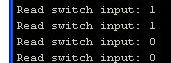 Read switch input: 1
Read switch input: 1
Read switch input: 0
Read switch input: 0